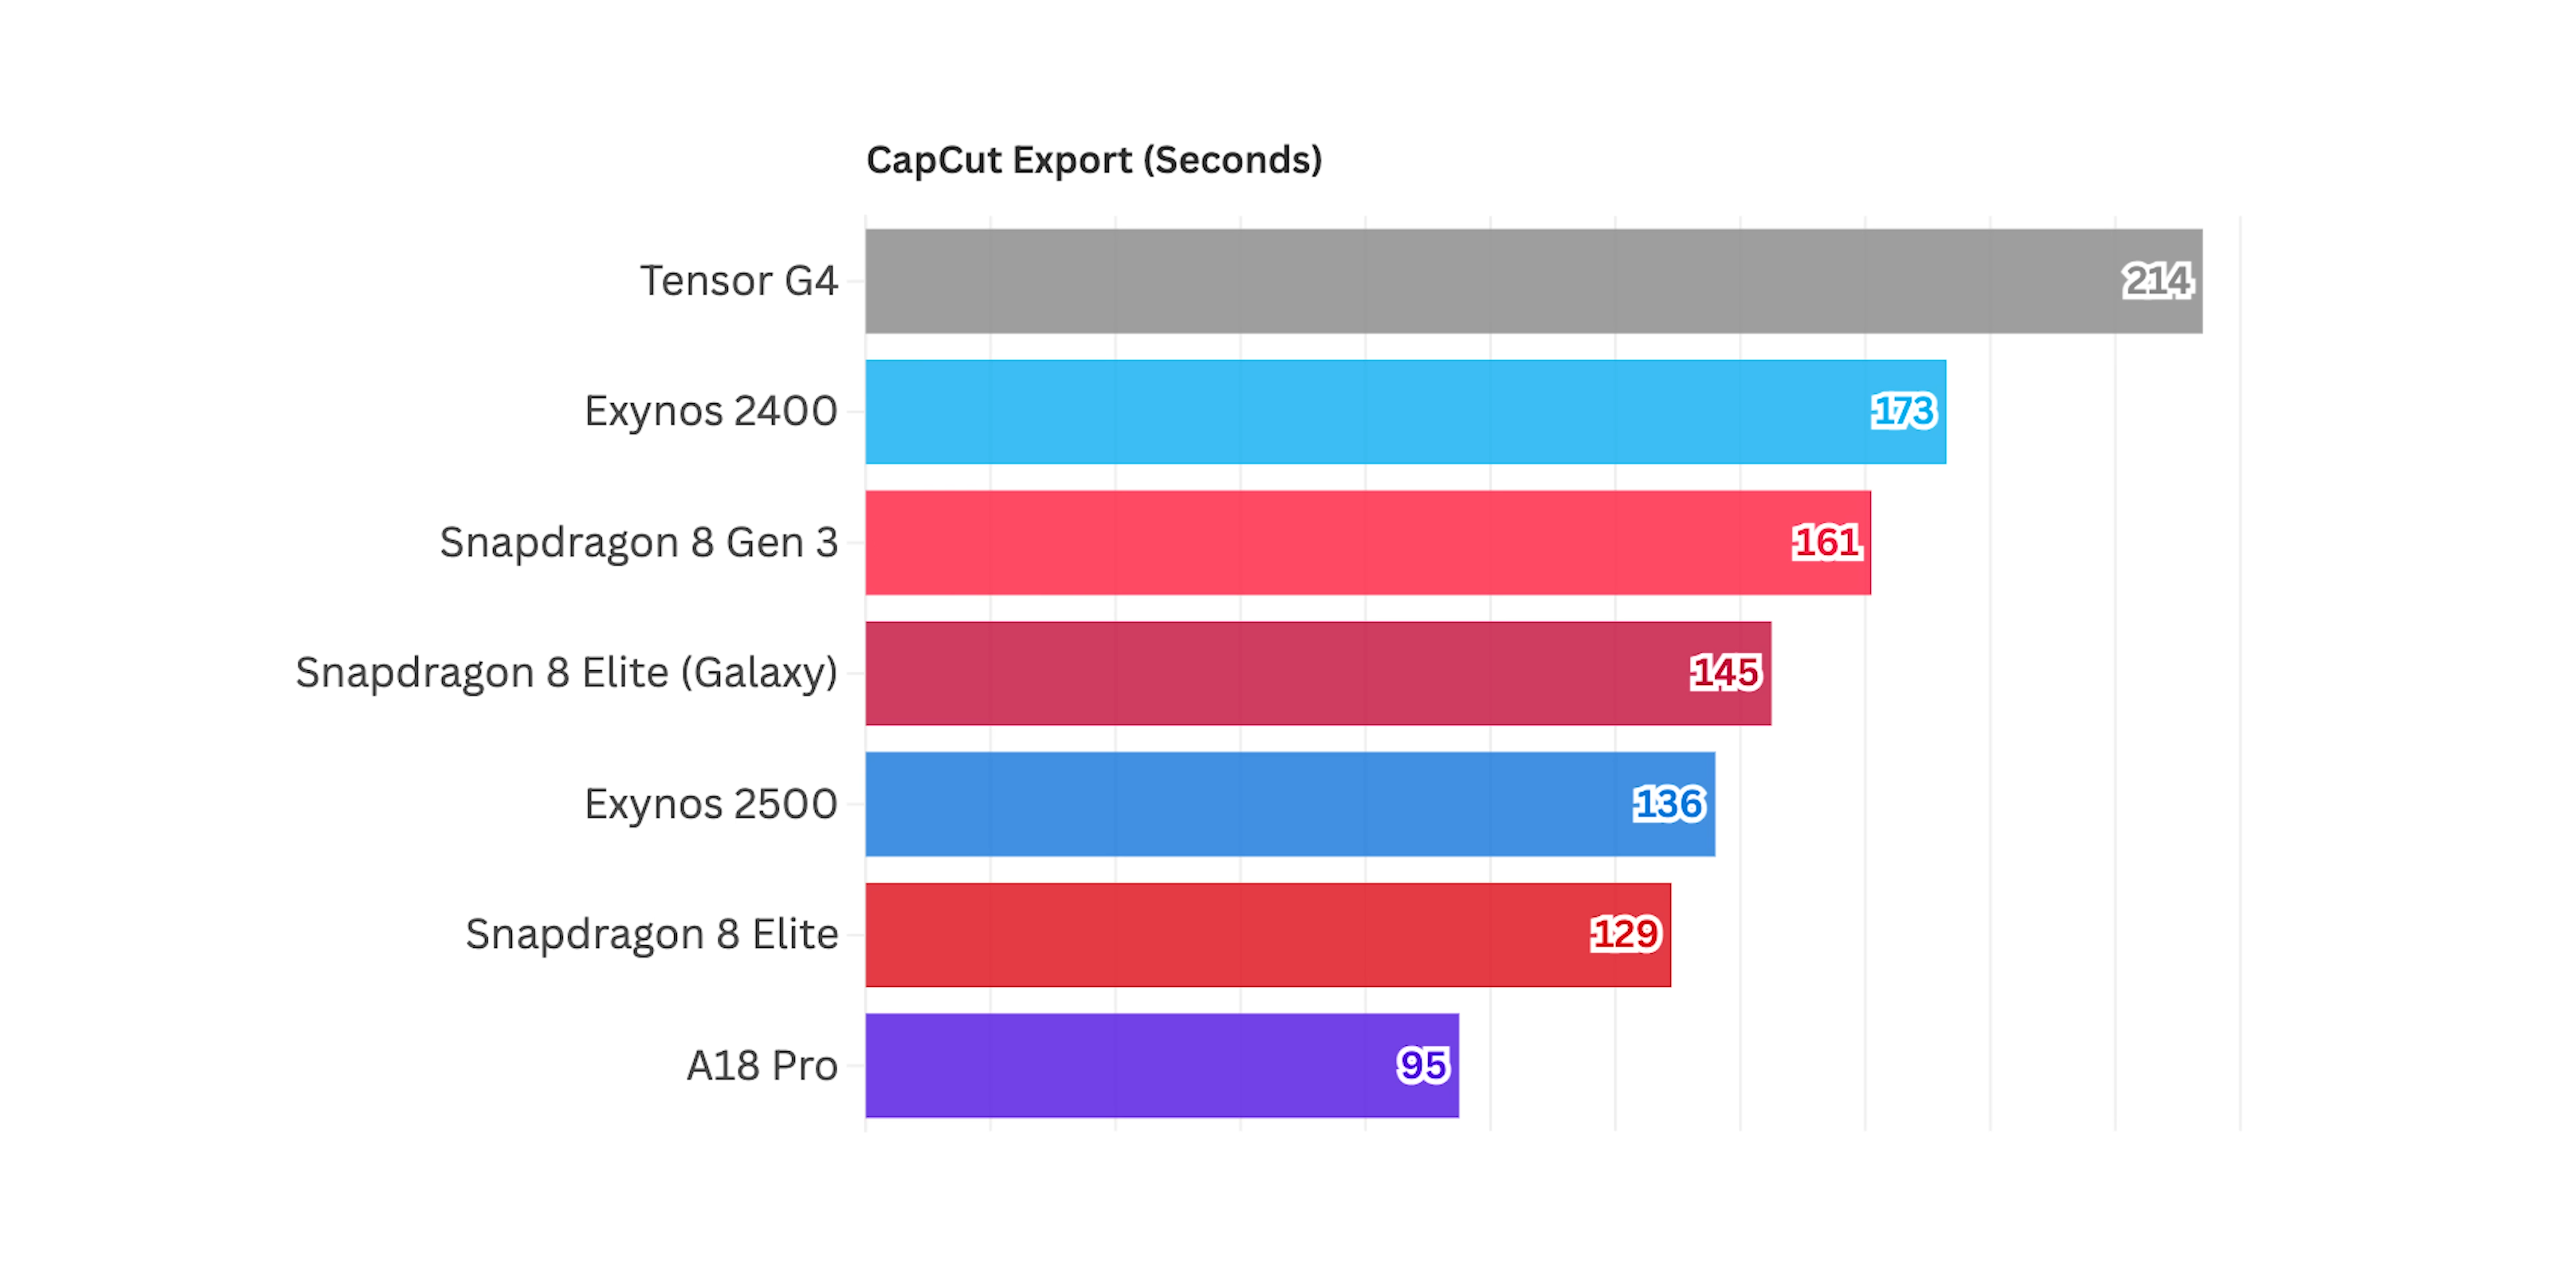 CapCut Export (Seconds)
Tensor G4 214
Exynos 2400 173
Snapdragon 8 Gen 3 161
Snapdragon 8 Elite (Galaxy) 145
Exynos 2500 136
Snapdragon 8 Elite 129
A18 Pro 95